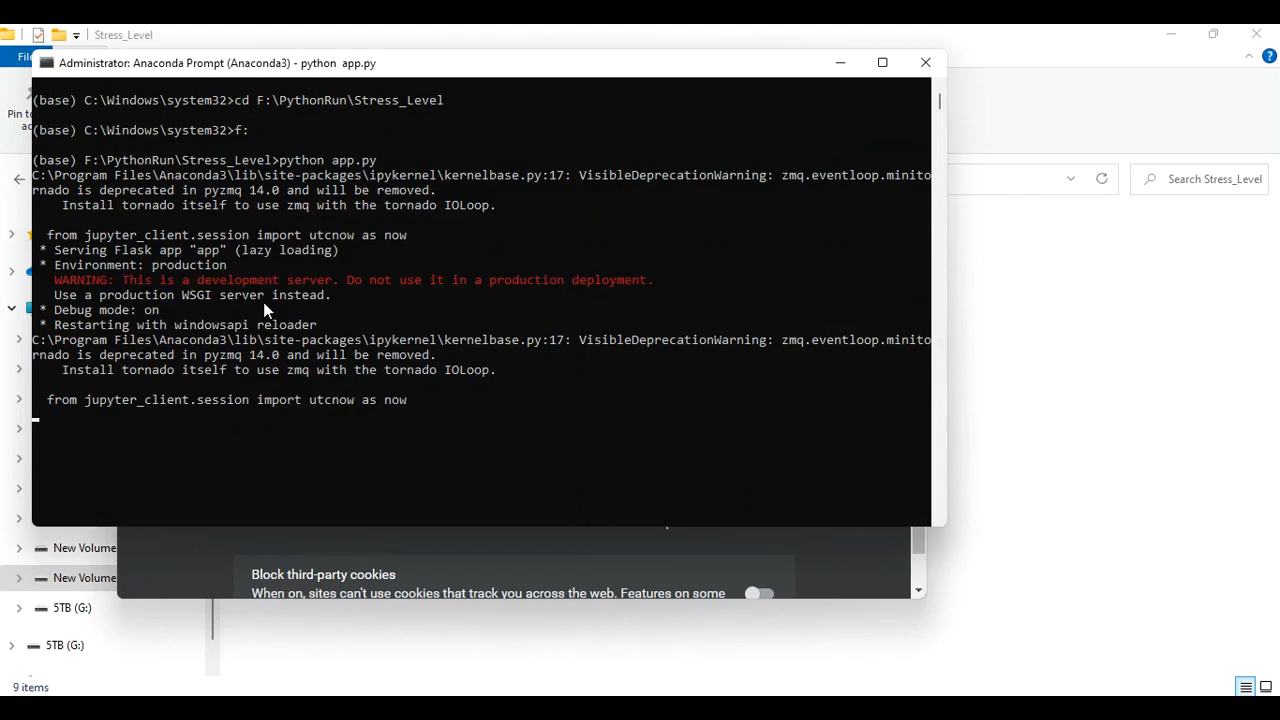 Stress_Level
File
Administrator: Anaconda Prompt (Anaconda3) - python  app.py
Pin to
(base) C:\Windows\system32>cd F:\PythonRun\Stress_Level
(base) C:\Windows\system32>f:
(base) F:\PythonRun\Stress_Level>python app.py
C:\Program Files\Anaconda3\lib\site-packages\ipykernel\kernelbase.py:17: VisibleDeprecationWarning: zmq.eventloop.minito
rnado is deprecated in pyzmq 14.0 and will be removed.
    Install tornado itself to use zmq with the tornado IOLoop.
  from jupyter_client.session import utcnow as now
 * Serving Flask app "app" (lazy loading)
 * Environment: production
   WARNING: This is a development server. Do not use it in a production deployment.
   Use a production WSGI server instead.
 * Debug mode: on
 * Restarting with windowsapi reloader
C:\Program Files\Anaconda3\lib\site-packages\ipykernel\kernelbase.py:17: VisibleDeprecationWarning: zmq.eventloop.minito
rnado is deprecated in pyzmq 14.0 and will be removed.
    Install tornado itself to use zmq with the tornado IOLoop.
  from jupyter_client.session import utcnow as now
Search Stress_Level
Block third-party cookies
When on, sites can't use cookies that track you across the web. Features on some
New Volume
New Volume
5TB (G:)
5TB (G:)
9 items